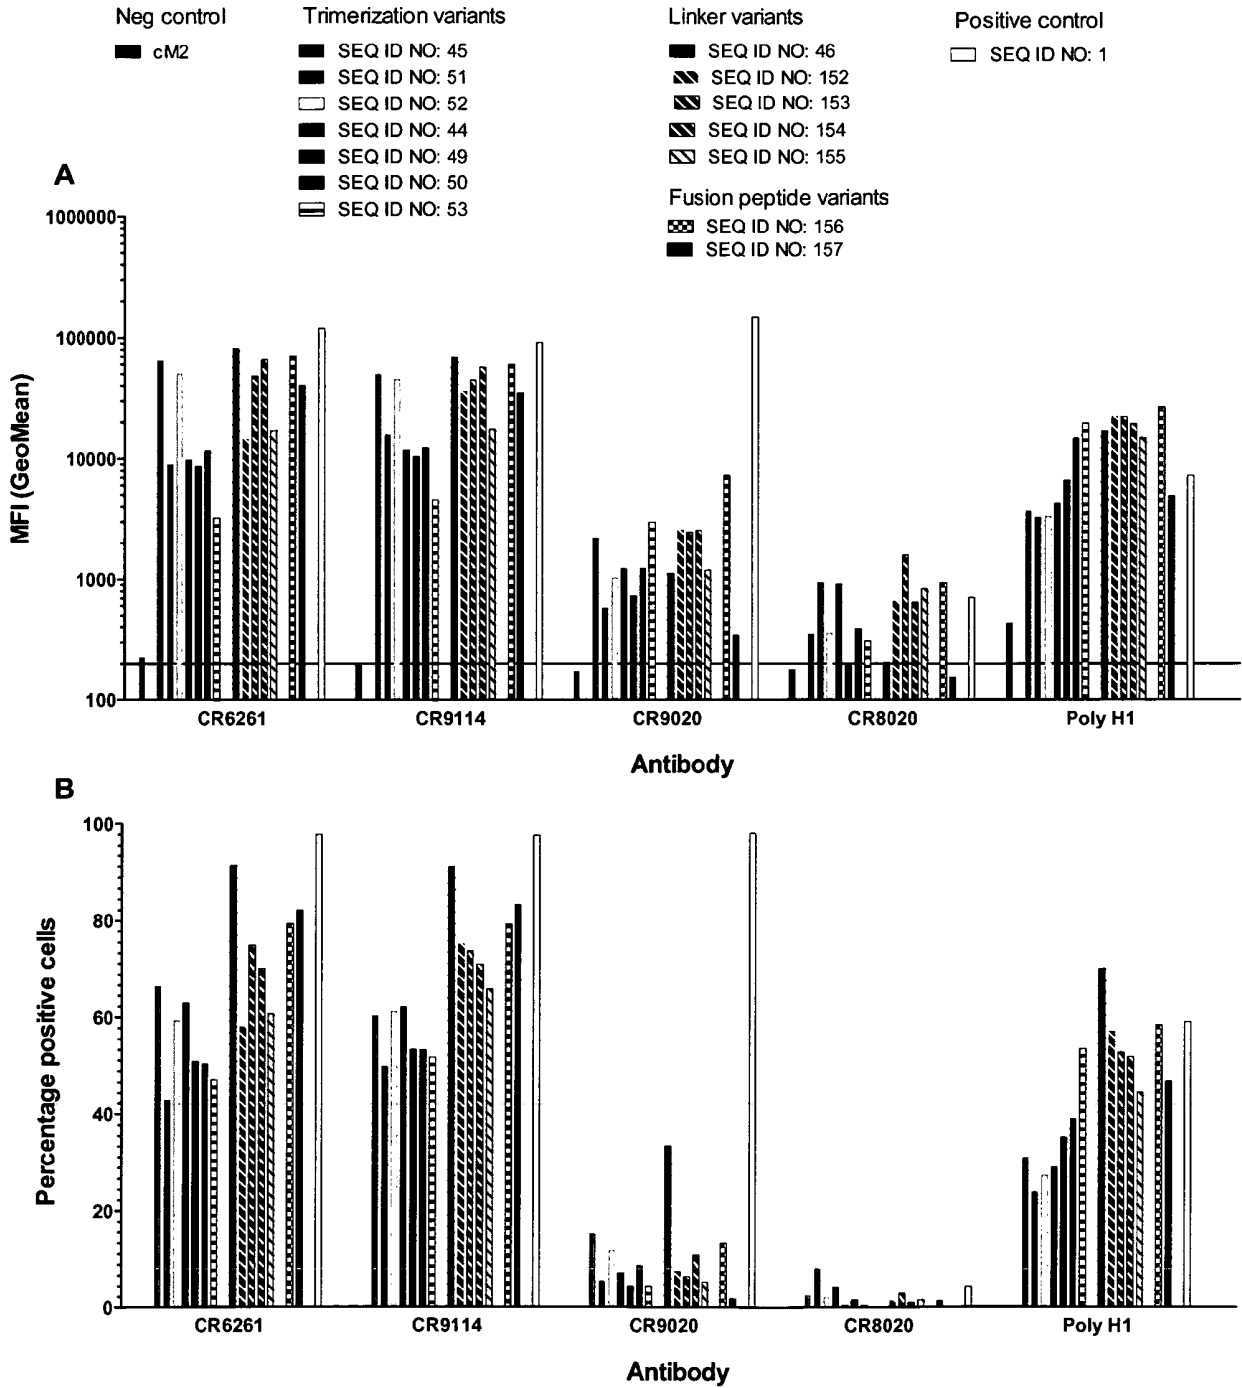 Neg control
cM2
Trimerization variants
SEQ ID NO: 45
SEQ ID NO: 51
SEQ ID NO: 52
SEQ ID NO: 44
SEQ ID NO: 49
SEQ ID NO: 50
SEQ ID NO: 53
Linker variants
SEQ ID NO: 46
SEQ ID NO: 152
SEQ ID NO: 153
SEQ ID NO: 154
SEQ ID NO: 155
Fusion peptide variants
SEQ ID NO: 156
SEQ ID NO: 157
Positive control
SEQ ID NO: 1
A
MFI (GeoMean)
1000000
100000
10000
1000
100
CR6261 CR9114 CR9020 CR8020 Poly H1
Antibody
B
Percentage positive cells
100
80
60
40
20
0
CR6261 CR9114 CR9020 CR8020 Poly H1
Antibody